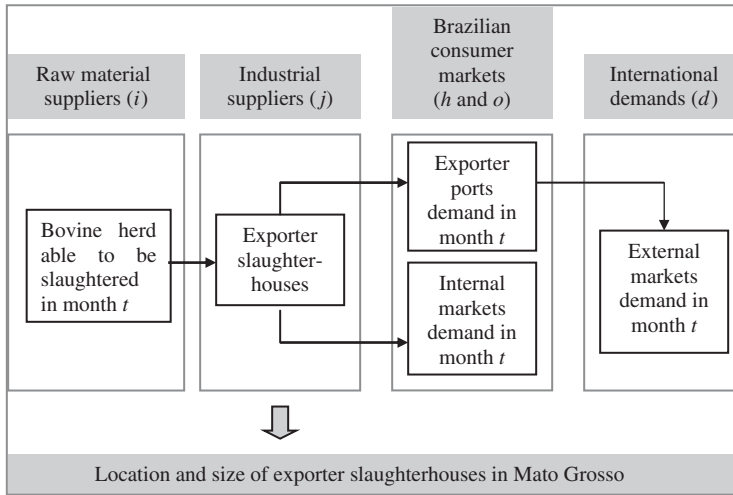 Raw material
suppliers (i)
Industrial
suppliers (j)
Brazilian
consumer
markets
(h and o)
International
demands (d)
Bovine herd
able to be
slaughtered
in month t
Exporter
slaughter-
houses
Exporter
ports
demand in
month t
Internal
markets
demand in
month t
External
markets
demand in
month t
Location and size of exporter slaughterhouses in Mato Grosso